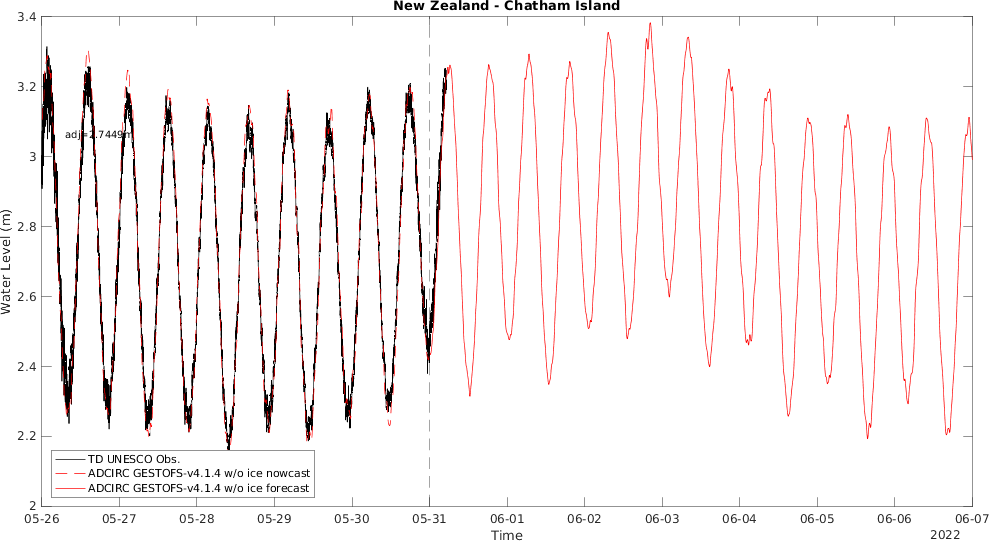 New Zealand - Chatham Island
3.4
3.2
3
2.8
2.6
2.4
2.2
2
Water Level (m)
adj=2.7449m
TD UNESCO Obs.
ADCIRC GESTOFS-v4.1.4 w/o ice nowcast
ADCIRC GESTOFS-v4.1.4 w/o ice forecast
05-26 05-27 05-28 05-29 05-30 05-31 06-01 06-02 06-03 06-04 06-05 06-06 06-07
Time
2022